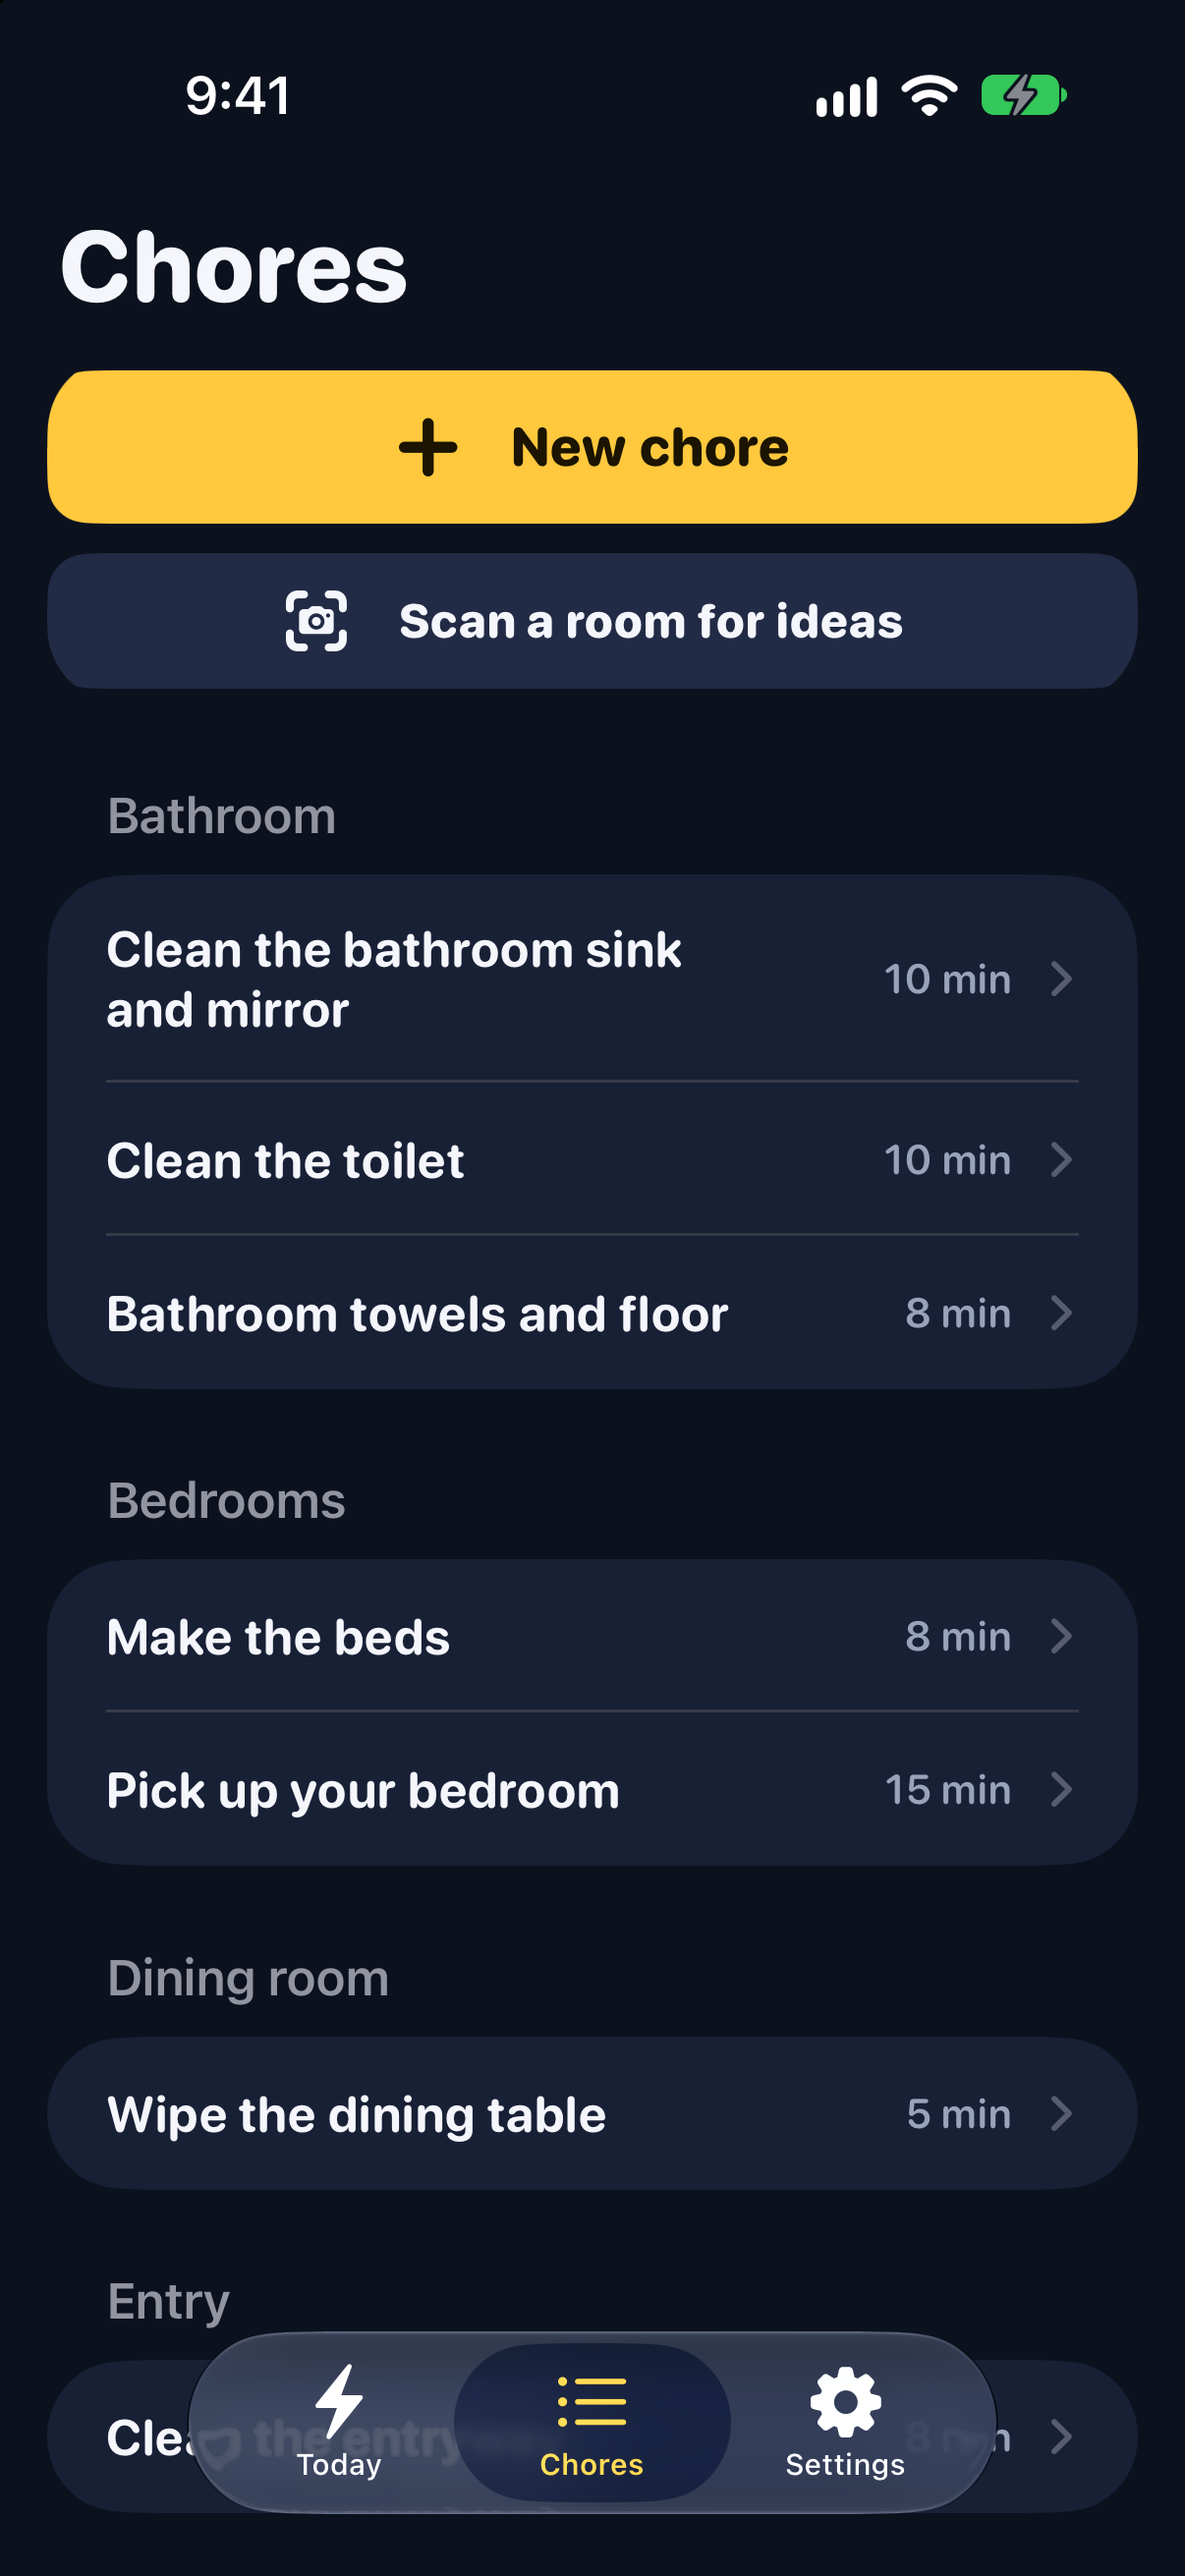 9:41
Chores
New chore
Scan a room for ideas
Bathroom
Clean the bathroom sink
and mirror
10 min
Clean the toilet
10 min
Bathroom towels and floor
8 min
Bedrooms
Make the beds
8 min
Pick up your bedroom
15 min
Dining room
Wipe the dining table
5 min
Entry
the entry
Today
Chores
Settings